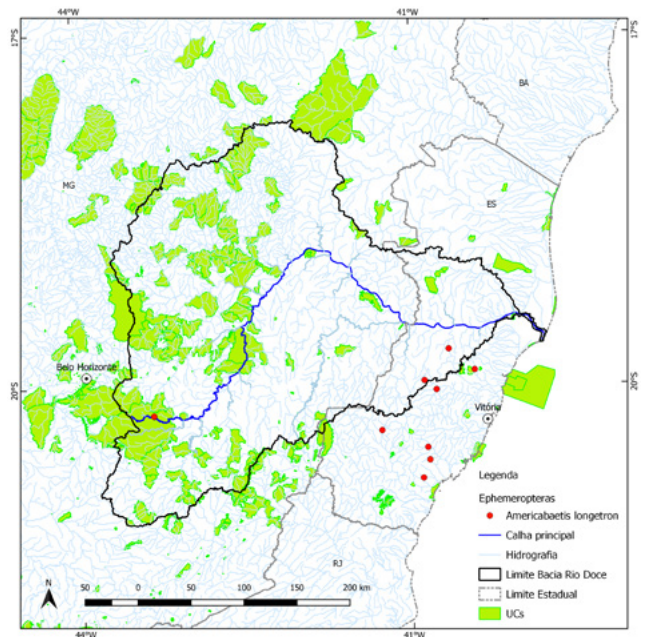 44°W 41°W
17°S 17°S
BA
MG
ES
Belo Horizonte
20°S 20°S
Vitória
Legenda
Ephemeropteras
Americabaetis longetron
Calha principal
Hidrografia
Limite Bacia Rio Doce
Limite Estadual
UCs
RJ
N
50 0 50 100 150 200 km
44°W 41°W